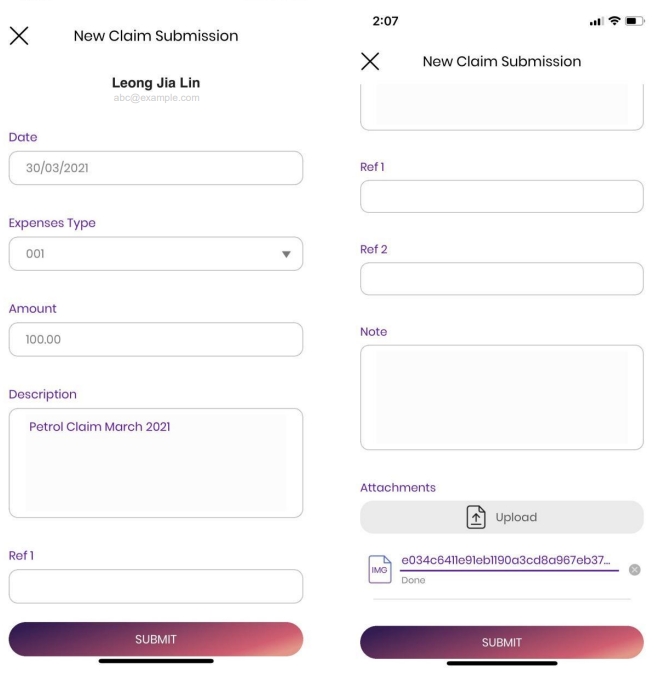 New Claim Submission
Leong Jia Lin
abc@example.com
Date
30/03/2021
Expenses Type
001
Amount
100.00
Description
Petrol Claim March 2021
Ref 1
SUBMIT
2:07
New Claim Submission
Ref 1
Ref 2
Note
Attachments
Upload
IMG
e034c6411e91eb1190a3cd8a967eb37...
Done
SUBMIT